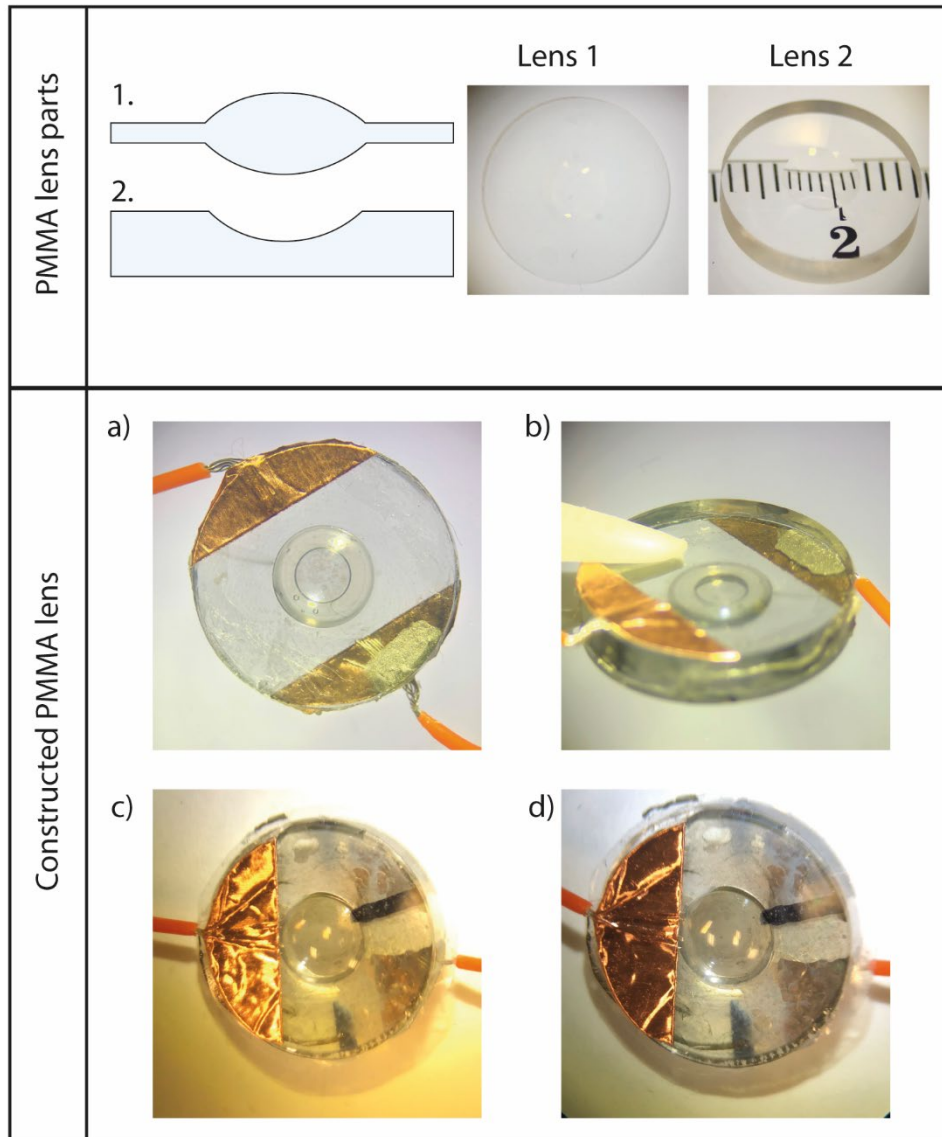 PMMA lens parts
1.
2.
Lens 1
Lens 2
2
Constructed PMMA lens
a)
b)
c)
d)